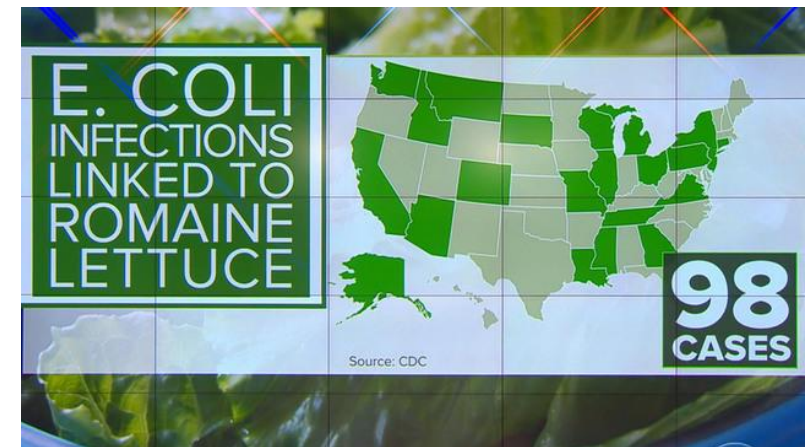 E. COLI
INFECTIONS
LINKED TO
ROMAINE
LETTUCE
98
CASES
Source: CDC